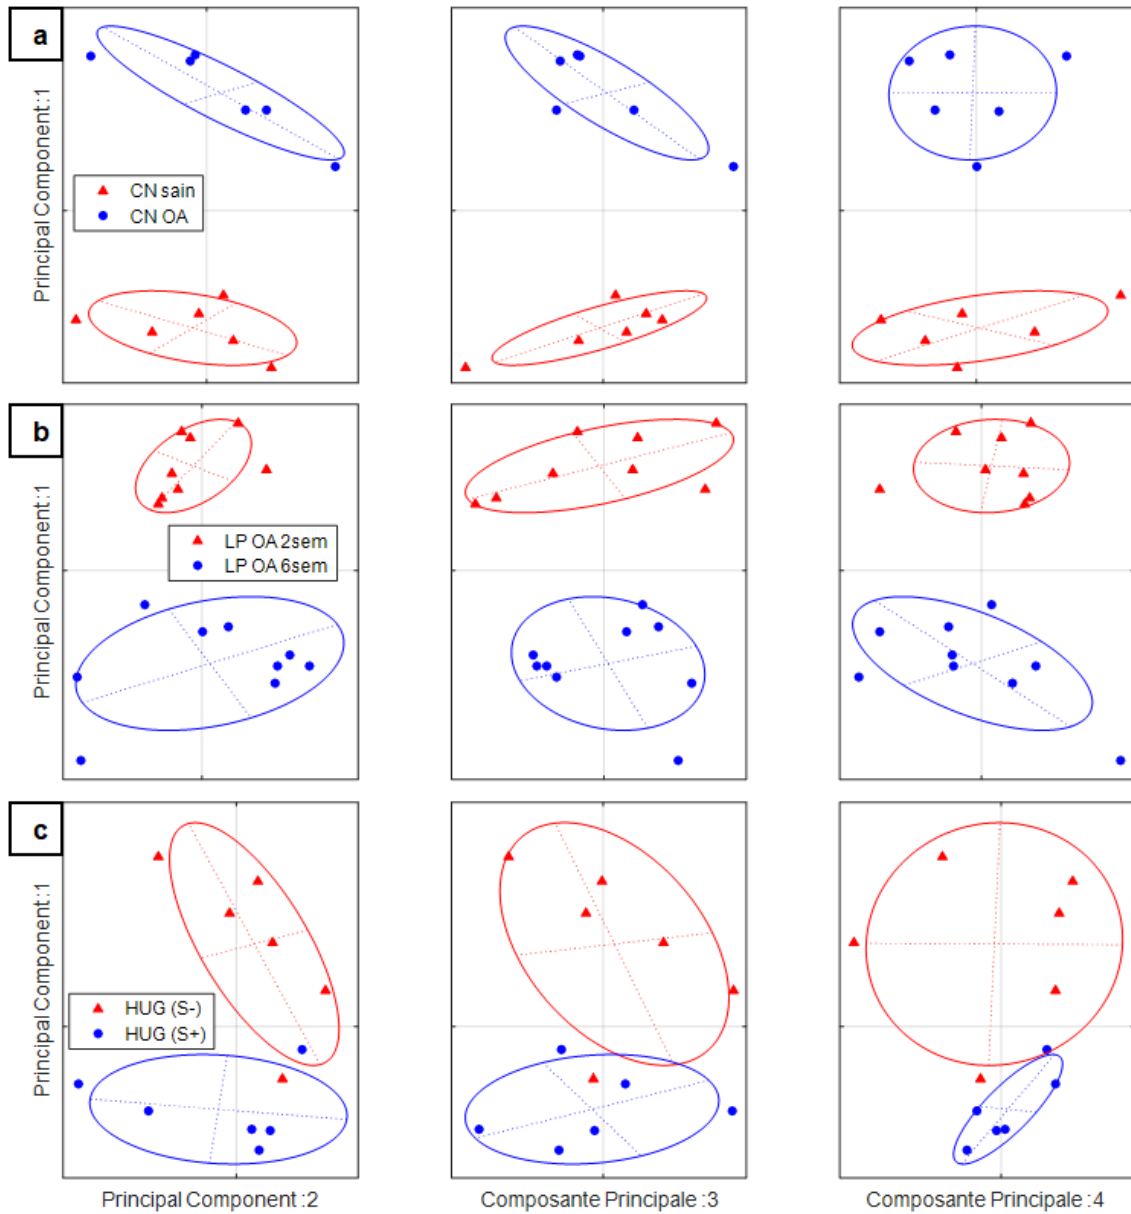 a
Principal Component :1
CN sain
CN OA
b
Principal Component :1
LP OA 2sem
LP OA 6sem
c
Principal Component :1
HUG (S-)
HUG (S+)
Principal Component :2
Composante Principale :3
Composante Principale :4